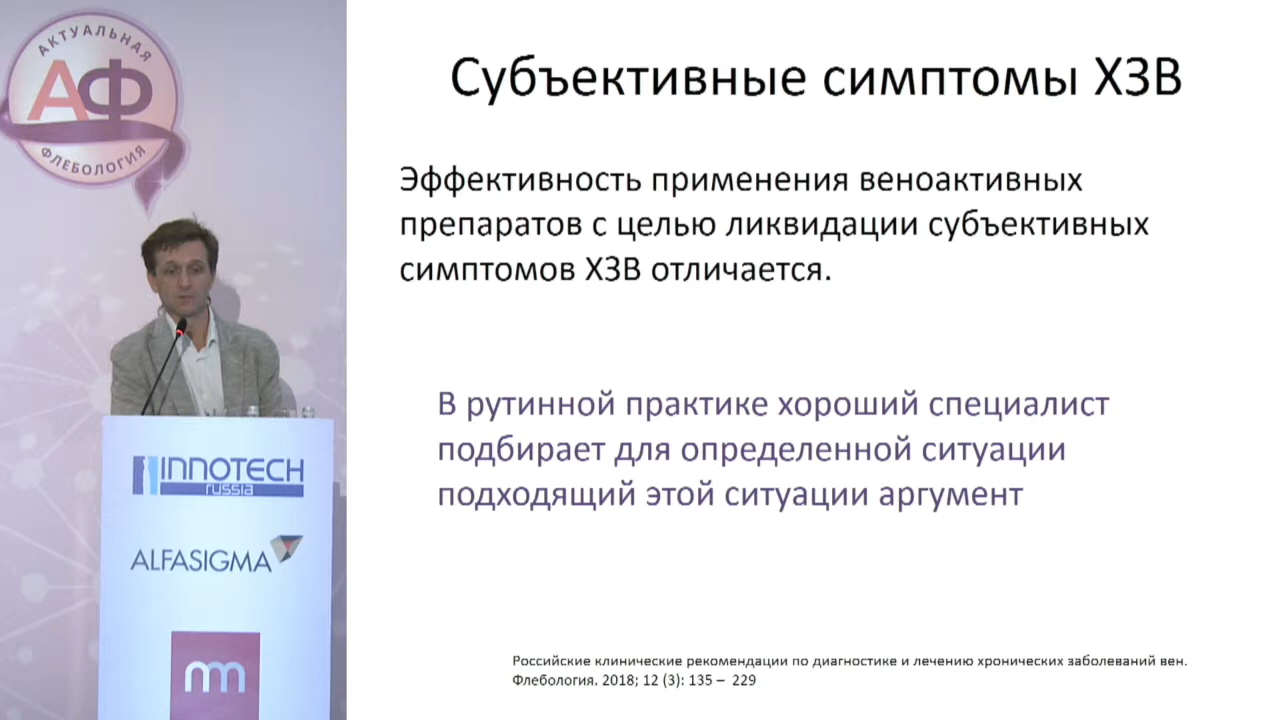 АКТУАЛЬНАЯ
АФ
ФЛЕБОЛОГИЯ
Субъективные симптомы ХЗВ
Эффективность применения веноактивных
препаратов с целью ликвидации субъективных
симптомов ХЗВ отличается.
В рутинной практике хороший специалист
подбирает для определенной ситуации
подходящий этой ситуации аргумент
Российские клинические рекомендации по диагностике и лечению хронических заболеваний вен.
Флебология. 2018; 12 (3): 135 – 229
INNOTECH
russia
ALFASIGMA